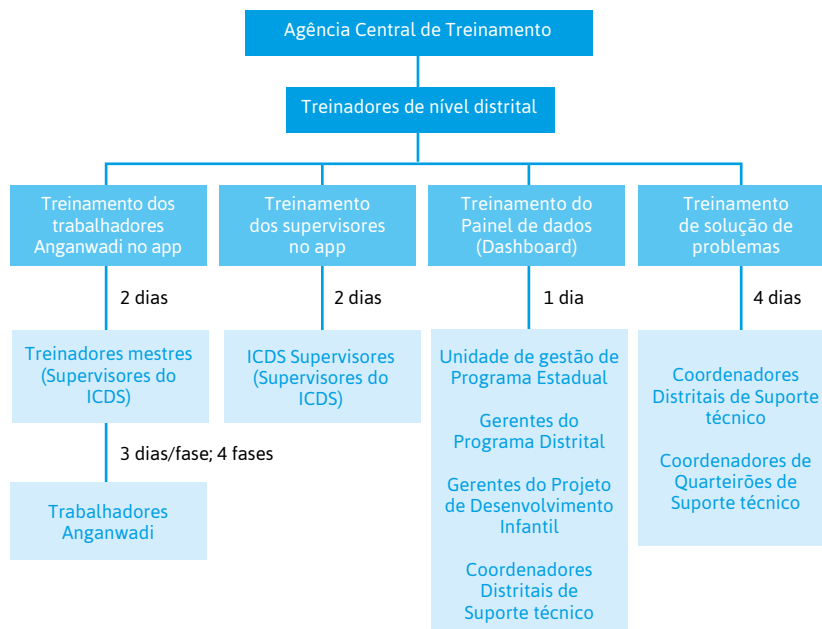 Agência Central de Treinamento
Treinadores de nível distrital
Treinamento dos
trabalhadores
Anganwadi no app
Treinamento
dos supervisores
no app
Treinamento do
Painel de dados
(Dashboard)
Treinamento
de solução de
problemas
2 dias
2 dias
1 dia
4 dias
Treinadores mestres
(Supervisores do
ICDS)
ICDS Supervisores
(Supervisores do
ICDS)
Unidade de gestão de
Programa Estadual
Gerentes do
Programa Distrital
Gerentes do Projeto
de Desenvolvimento
Infantil
Coordenadores
Distritais de
Suporte técnico
Coordenadores
Distritais de Suporte
técnico
Coordenadores de
Quarteirões de
Suporte técnico
3 dias/fase; 4 fases
Trabalhadores
Anganwadi